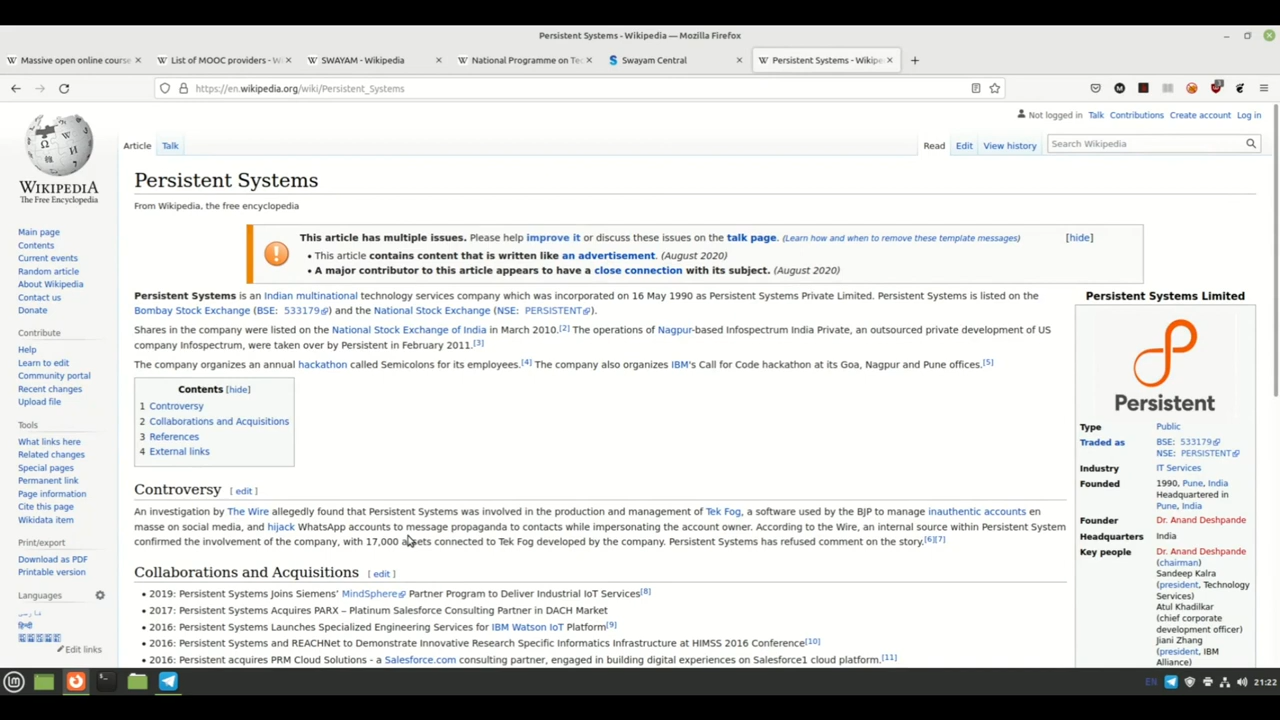 Persistent Systems - Wikipedia — Mozilla Firefox
Massive open online course
List of MOOC providers - W
SWAYAM - Wikipedia
National Programme on Tec
Swayam Central
Persistent Systems - Wikipe
https://en.wikipedia.org/wiki/Persistent_Systems
Not logged in Talk Contributions Create account Log in
Article Talk Read Edit View history Search Wikipedia
WIKIPEDIA
The Free Encyclopedia
Main page
Contents
Current events
Random article
About Wikipedia
Contact us
Donate
Contribute
Help
Learn to edit
Community portal
Recent changes
Upload file
Tools
What links here
Related changes
Special pages
Permanent link
Page information
Cite this page
Wikidata item
Print/export
Download as PDF
Printable version
Languages
فارسی
हिन्दी
Edit links
Persistent Systems
From Wikipedia, the free encyclopedia
This article has multiple issues. Please help improve it or discuss these issues on the talk page. (Learn how and when to remove these template messages) [hide]
• This article contains content that is written like an advertisement. (August 2020)
• A major contributor to this article appears to have a close connection with its subject. (August 2020)
Persistent Systems is an Indian multinational technology services company which was incorporated on 16 May 1990 as Persistent Systems Private Limited. Persistent Systems is listed on the
Bombay Stock Exchange (BSE: 533179) and the National Stock Exchange (NSE: PERSISTENT).
Shares in the company were listed on the National Stock Exchange of India in March 2010.[2] The operations of Nagpur-based Infospectrum India Private, an outsourced private development of US
company Infospectrum, were taken over by Persistent in February 2011.[3]
The company organizes an annual hackathon called Semicolons for its employees.[4] The company also organizes IBM's Call for Code hackathon at its Goa, Nagpur and Pune offices.[5]
Contents [hide]
1 Controversy
2 Collaborations and Acquisitions
3 References
4 External links
Controversy [ edit ]
An investigation by The Wire allegedly found that Persistent Systems was involved in the production and management of Tek Fog, a software used by the BJP to manage inauthentic accounts en
masse on social media, and hijack WhatsApp accounts to message propaganda to contacts while impersonating the account owner. According to the Wire, an internal source within Persistent System
confirmed the involvement of the company, with 17,000 assets connected to Tek Fog developed by the company. Persistent Systems has refused comment on the story.[6][7]
Collaborations and Acquisitions [ edit ]
• 2019: Persistent Systems Joins Siemens' MindSphere Partner Program to Deliver Industrial IoT Services[8]
• 2017: Persistent Systems Acquires PARX – Platinum Salesforce Consulting Partner in DACH Market
• 2016: Persistent Systems Launches Specialized Engineering Services for IBM Watson IoT Platform[9]
• 2016: Persistent Systems and REACHNet to Demonstrate Innovative Research Specific Informatics Infrastructure at HIMSS 2016 Conference[10]
• 2016: Persistent acquires PRM Cloud Solutions - a Salesforce.com consulting partner, engaged in building digital experiences on Salesforce1 cloud platform.[11]
Persistent Systems Limited
Persistent
Type Public
Traded as BSE: 533179
NSE: PERSISTENT
Industry IT Services
Founded 1990, Pune, India
Headquartered in
Pune, India
Founder Dr. Anand Deshpande
Headquarters India
Key people Dr. Anand Deshpande
(chairman)
Sandeep Kalra
(president, Technology
Services)
Atul Khadilkar
(chief corporate
development officer)
Jiani Zhang
(president, IBM
Alliance)
EN 21:22